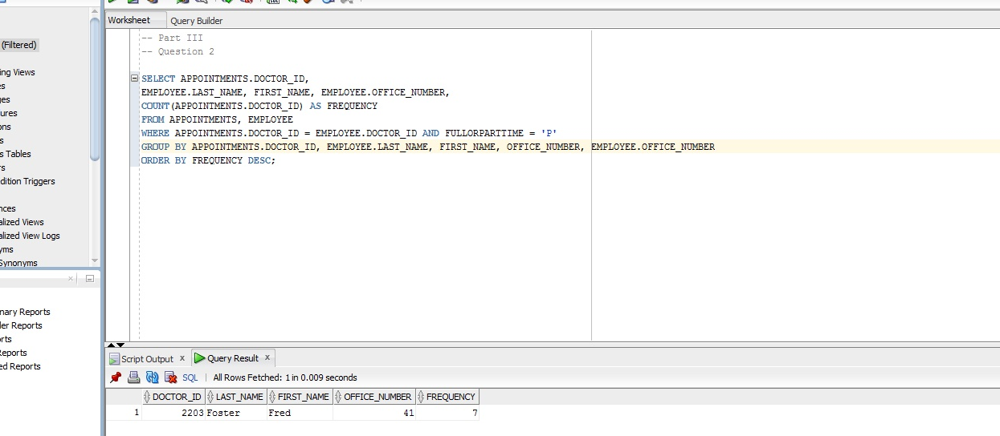 Worksheet
Query Builder
(Filtered)
ing Views
es
ures
ons
s
s Tables
rs
dition Triggers
nces
alized Views
alized View Logs
yms
Synonyms
nary Reports
ler Reports
orts
Reports
ed Reports
-- Part III
-- Question 2
SELECT APPOINTMENTS.DOCTOR_ID,
EMPLOYEE.LAST_NAME, FIRST_NAME, EMPLOYEE.OFFICE_NUMBER,
COUNT(APPOINTMENTS.DOCTOR_ID) AS FREQUENCY
FROM APPOINTMENTS, EMPLOYEE
WHERE APPOINTMENTS.DOCTOR_ID = EMPLOYEE.DOCTOR_ID AND FULLORPARTTIME = 'P'
GROUP BY APPOINTMENTS.DOCTOR_ID, EMPLOYEE.LAST_NAME, FIRST_NAME, OFFICE_NUMBER, EMPLOYEE.OFFICE_NUMBER
ORDER BY FREQUENCY DESC;
Script Output x
Query Result x
SQL | All Rows Fetched: 1 in 0.009 seconds
DOCTOR_ID LAST_NAME FIRST_NAME OFFICE_NUMBER FREQUENCY
1 2203 Foster Fred 41 7